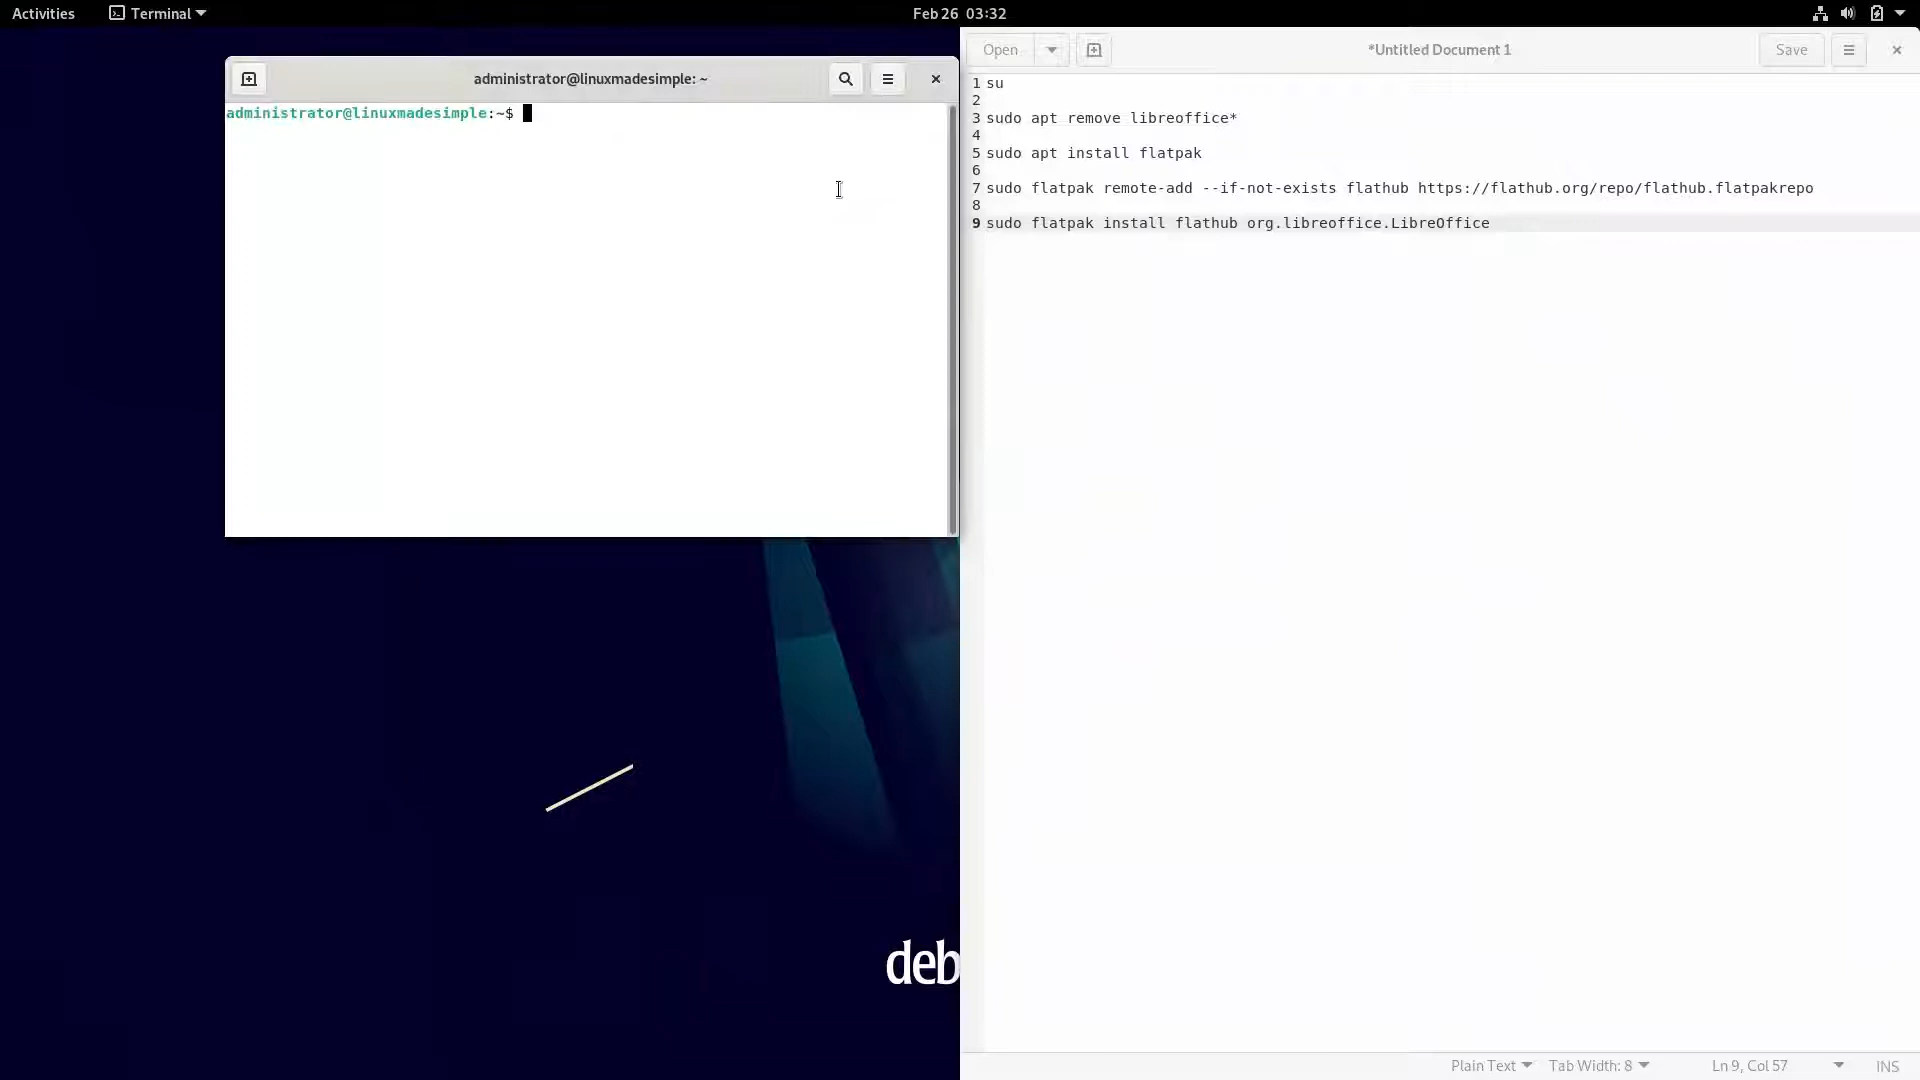 Activities Terminal Feb 26 03:32
administrator@linuxmadesimple: ~
administrator@linuxmadesimple:~$
Open *Untitled Document 1 Save
1 su
2
3 sudo apt remove libreoffice*
4
5 sudo apt install flatpak
6
7 sudo flatpak remote-add --if-not-exists flathub https://flathub.org/repo/flathub.flatpakrepo
8
9 sudo flatpak install flathub org.libreoffice.LibreOffice
deb
Plain Text Tab Width: 8 Ln 9, Col 57 INS